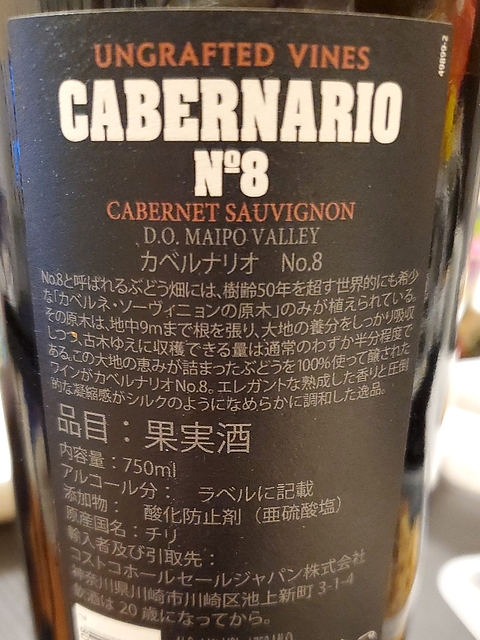 49899-2
UNGRAFTED VINES
CABERNARIO
Nº8
CABERNET SAUVIGNON
D.O. MAIPO VALLEY
カベルナリオ No.8
No.8と呼ばれるぶどう畑には、樹齢50年を超す世界的にも希少
な「カベルネ・ソーヴィニョンの原木」のみが植えられている。
その原木は、地中9mまで根を張り、大地の養分をしっかり吸収
しつつ、古木ゆえに収穫できる量は通常のわずか半分程度で
ある。この大地の恵みが詰まったぶどうを100%使って醸された
ワインがカベルナリオNo.8。エレガントな熟成した香りと圧倒
的な凝縮感がシルクのようになめらかに調和した逸品。
品目：果実酒
内容量：750ml
アルコール分： ラベルに記載
添加物： 酸化防止剤（亜硫酸塩）
原産国名：チリ
輸入者及び引取先：
コストコホールセールジャパン株式会社
神奈川県川崎市川崎区池上新町 3-1-4
飲酒は 20 歳になってから。